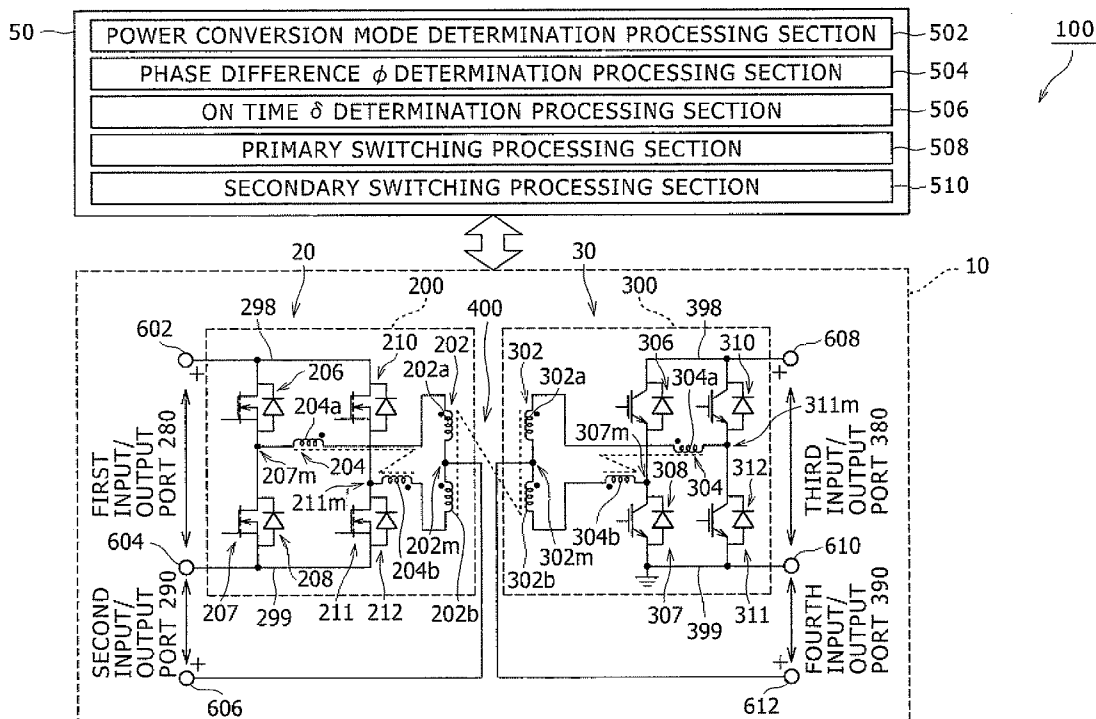 50
POWER CONVERSION MODE DETERMINATION PROCESSING SECTION
502
PHASE DIFFERENCE ϕ DETERMINATION PROCESSING SECTION
504
ON TIME δ DETERMINATION PROCESSING SECTION
506
PRIMARY SWITCHING PROCESSING SECTION
508
SECONDARY SWITCHING PROCESSING SECTION
510
100
20
30
10
200
300
400
602
298
210
202
202a
302
302a
306
398
310
304a
608
+
+
206
204a
307m
311m
207m
204
211m
308
304
312
FIRST
INPUT/
OUTPUT
PORT 280
THIRD
INPUT/
OUTPUT
PORT 380
604
208
204b
202m
302m
304b
610
207
299
211
212
202b
302b
307
399
311
SECOND
INPUT/
OUTPUT
PORT 290
FOURTH
INPUT/
OUTPUT
PORT 390
+
+
606
612